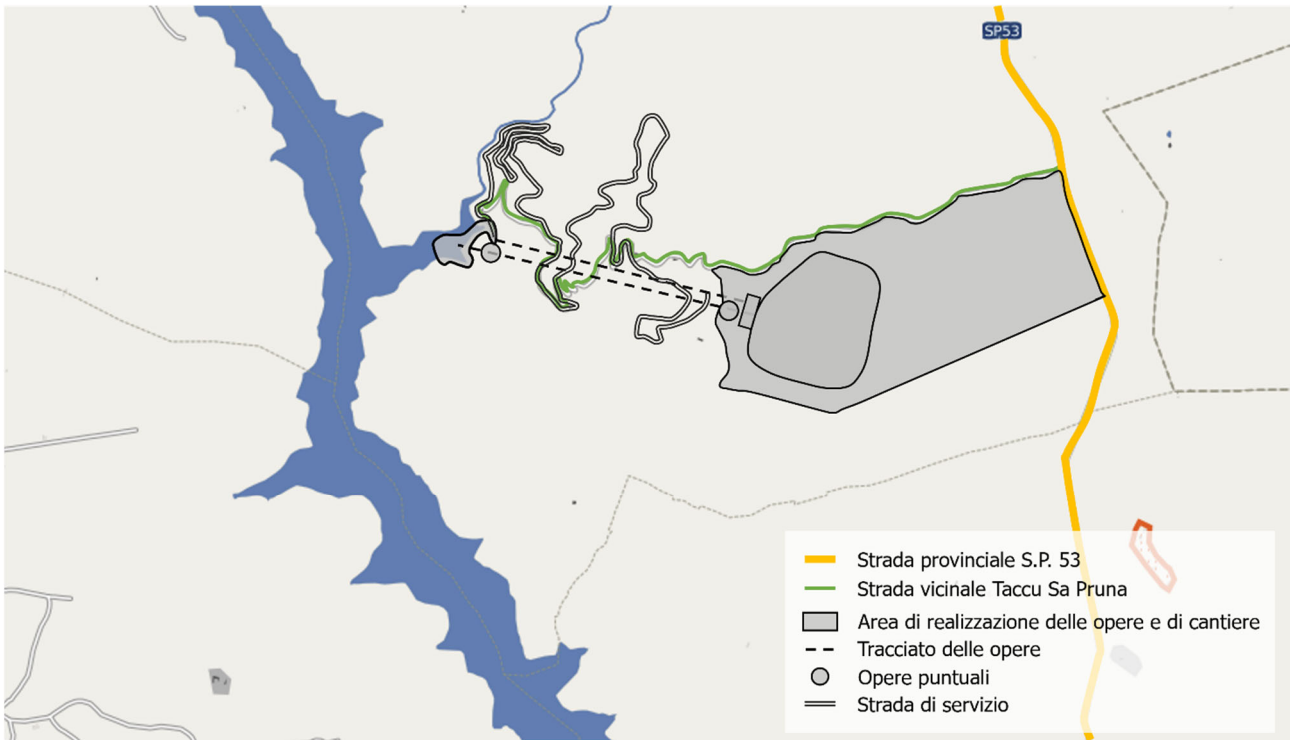 SP53
Strada provinciale S.P. 53
Strada vicinale Taccu Sa Pruna
Area di realizzazione delle opere e di cantiere
Tracciato delle opere
Opere puntuali
Strada di servizio